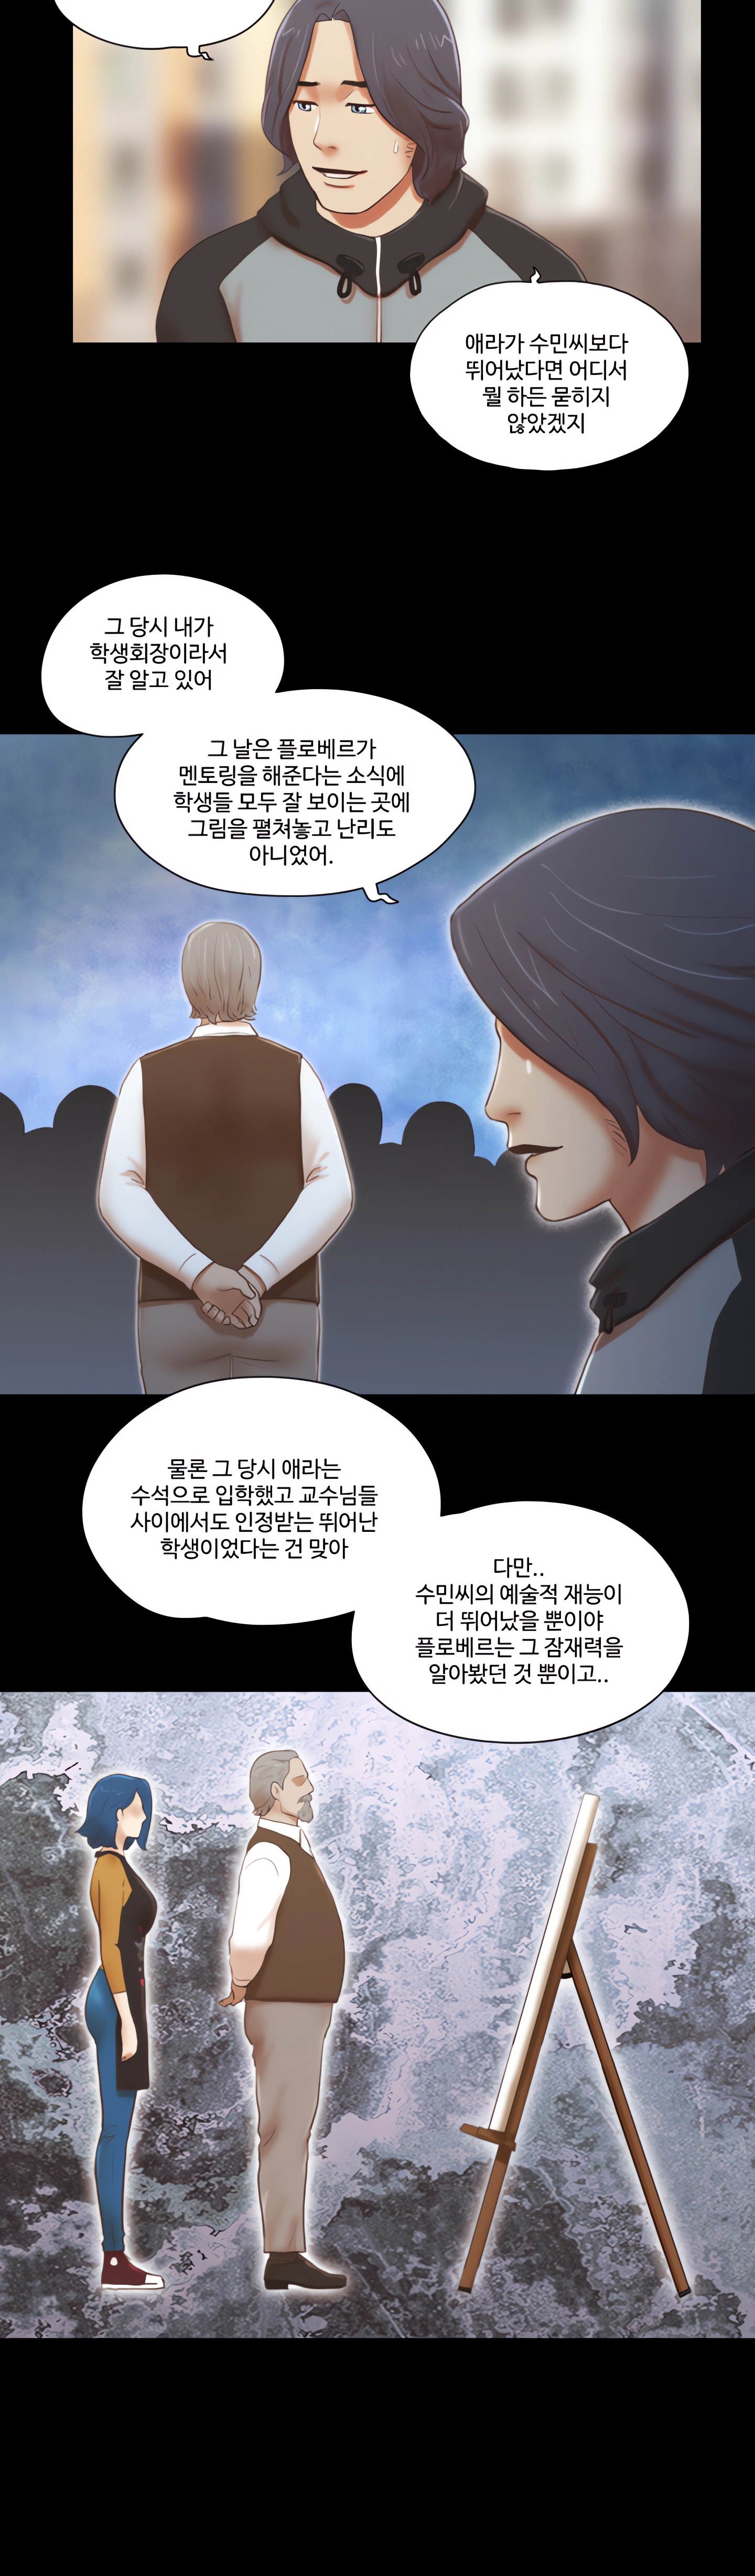 애라가 수민씨보다
뛰어났다면 어디서
뭘 하든 묻히지
않았겠지
그 당시 내가
학생회장이라서
잘 알고 있어
그 날은 플로베르가
멘토링을 해준다는 소식에
학생들 모두 잘 보이는 곳에
그림을 펼쳐놓고 난리도
아니었어.
물론 그 당시 애라는
수석으로 입학했고 교수님들
사이에서도 인정받는 뛰어난
학생이었다는 건 맞아
다만..
수민씨의 예술적 재능이
더 뛰어났을 뿐이야
플로베르는 그 잠재력을
알아봤던 것 뿐이고..